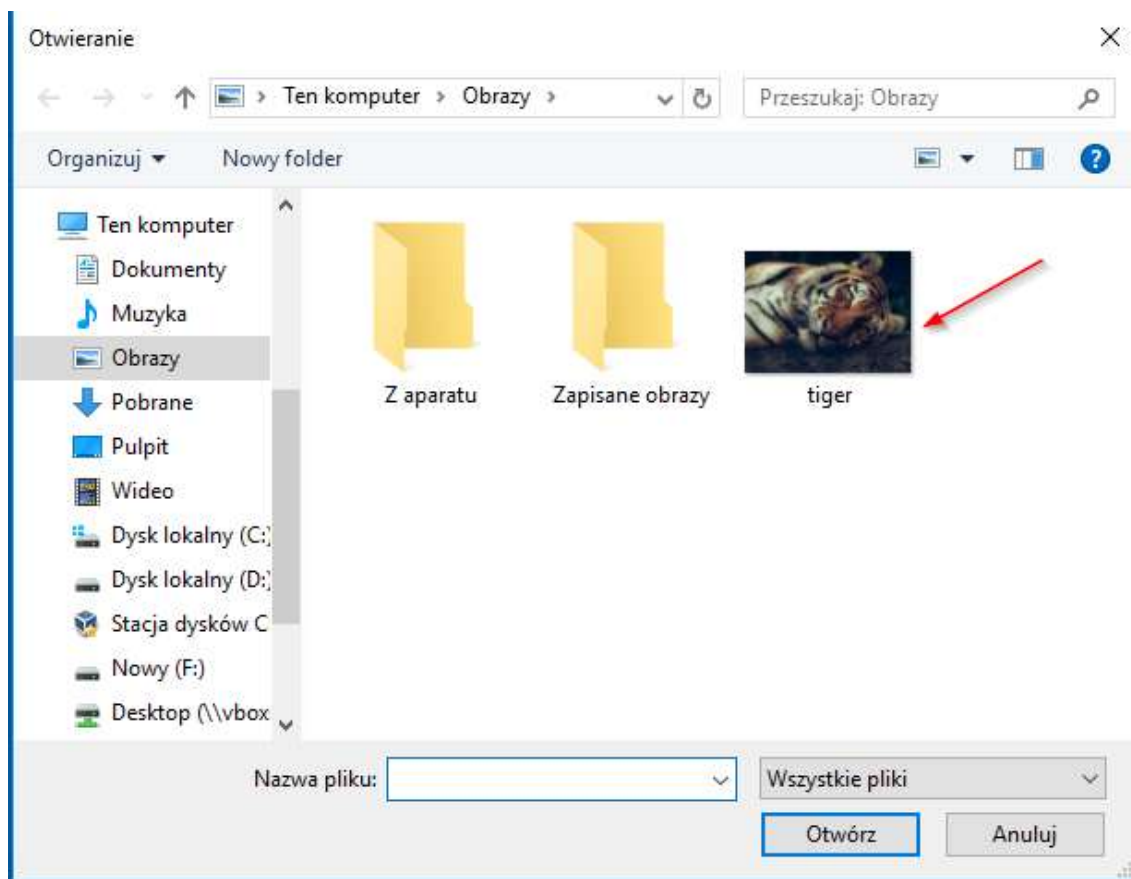 Otwieranie
Ten komputer › Obrazy ›
Przeszukaj: Obrazy
Organizuj
Nowy folder
Ten komputer
Dokumenty
Muzyka
Obrazy
Pobrane
Pulpit
Wideo
Dysk lokalny (C:)
Dysk lokalny (D:)
Stacja dysków C
Nowy (F:)
Desktop (\\vbox
Z aparatu
Zapisane obrazy
tiger
Nazwa pliku:
Wszystkie pliki
Otwórz
Anuluj